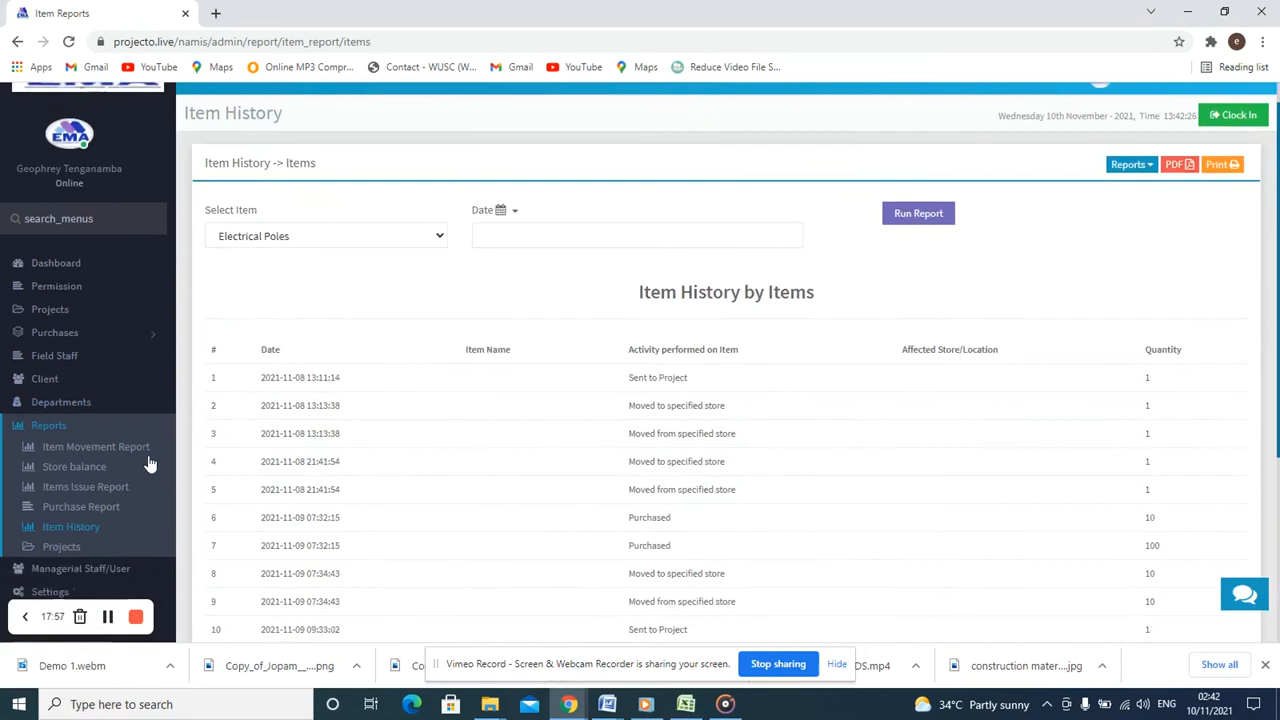 Item Reports
projecto.live/namis/admin/report/item_report/items
Apps
Gmail
YouTube
Maps
Online MP3 Compr...
Contact - WUSC (W...
Gmail
YouTube
Maps
Reduce Video File S...
Reading list
EMA
Geophrey Tenganamba
Online
search_menus
Dashboard
Permission
Projects
Purchases
Field Staff
Client
Departments
Reports
Item Movement Report
Store balance
Items Issue Report
Purchase Report
Item History
Projects
Managerial Staff/User
Settings
17:57
Item History
Wednesday 10th November - 2021, Time 13:42:26
Clock In
Item History -> Items
Reports
PDF
Print
Select Item
Date
Run Report
Electrical Poles
Item History by Items
# Date Item Name Activity performed on Item Affected Store/Location Quantity
1 2021-11-08 13:11:14 Sent to Project 1
2 2021-11-08 13:13:38 Moved to specified store 1
3 2021-11-08 13:13:38 Moved from specified store 1
4 2021-11-08 21:41:54 Moved to specified store 1
5 2021-11-08 21:41:54 Moved from specified store 1
6 2021-11-09 07:32:15 Purchased 10
7 2021-11-09 07:32:15 Purchased 100
8 2021-11-09 07:34:43 Moved to specified store 10
9 2021-11-09 07:34:43 Moved from specified store 10
10 2021-11-09 09:33:02 Sent to Project 1
Demo 1.webm
Copy_of_Jopam__....png
Co
Vimeo Record - Screen & Webcam Recorder is sharing your screen.
Stop sharing
Hide
DS.mp4
construction mater....jpg
Show all
Type here to search
34°C Partly sunny
ENG
02:42
10/11/2021